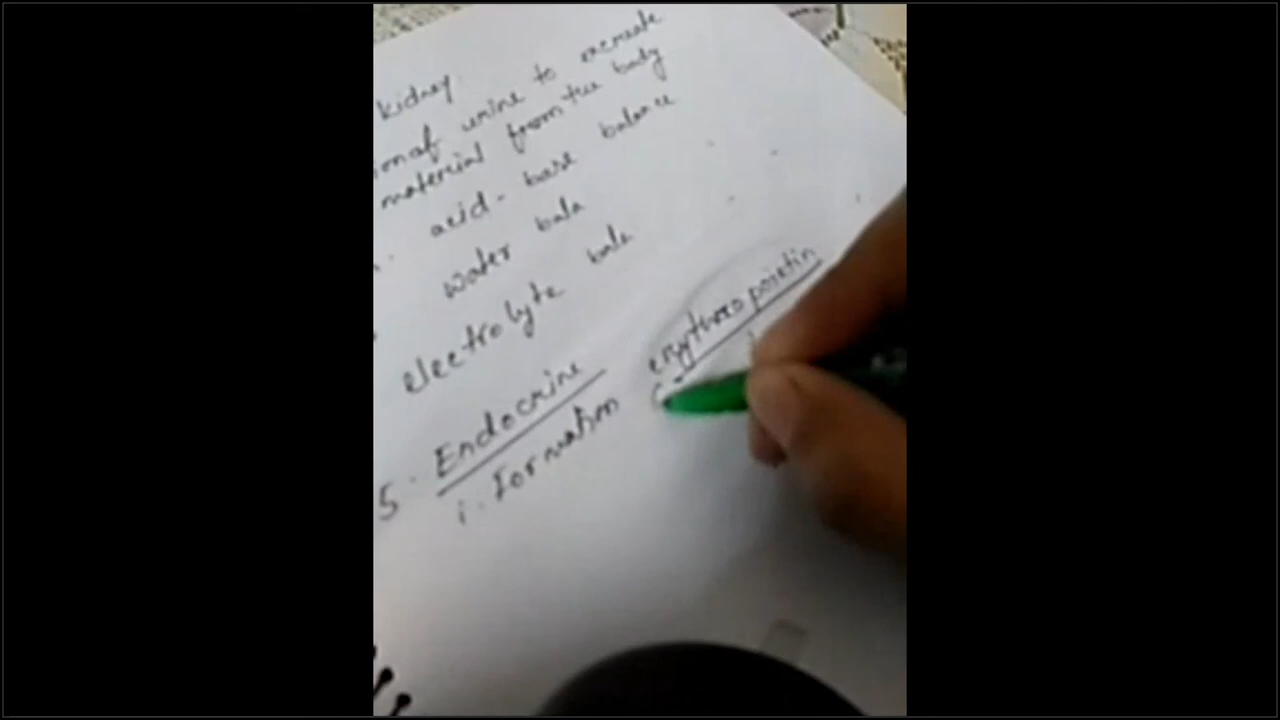 kidney
ion of urine to excreate
material from the body
acid - base balance
water bala
electrolyte bala
5. Endocrine
i. Formation erythropoietin